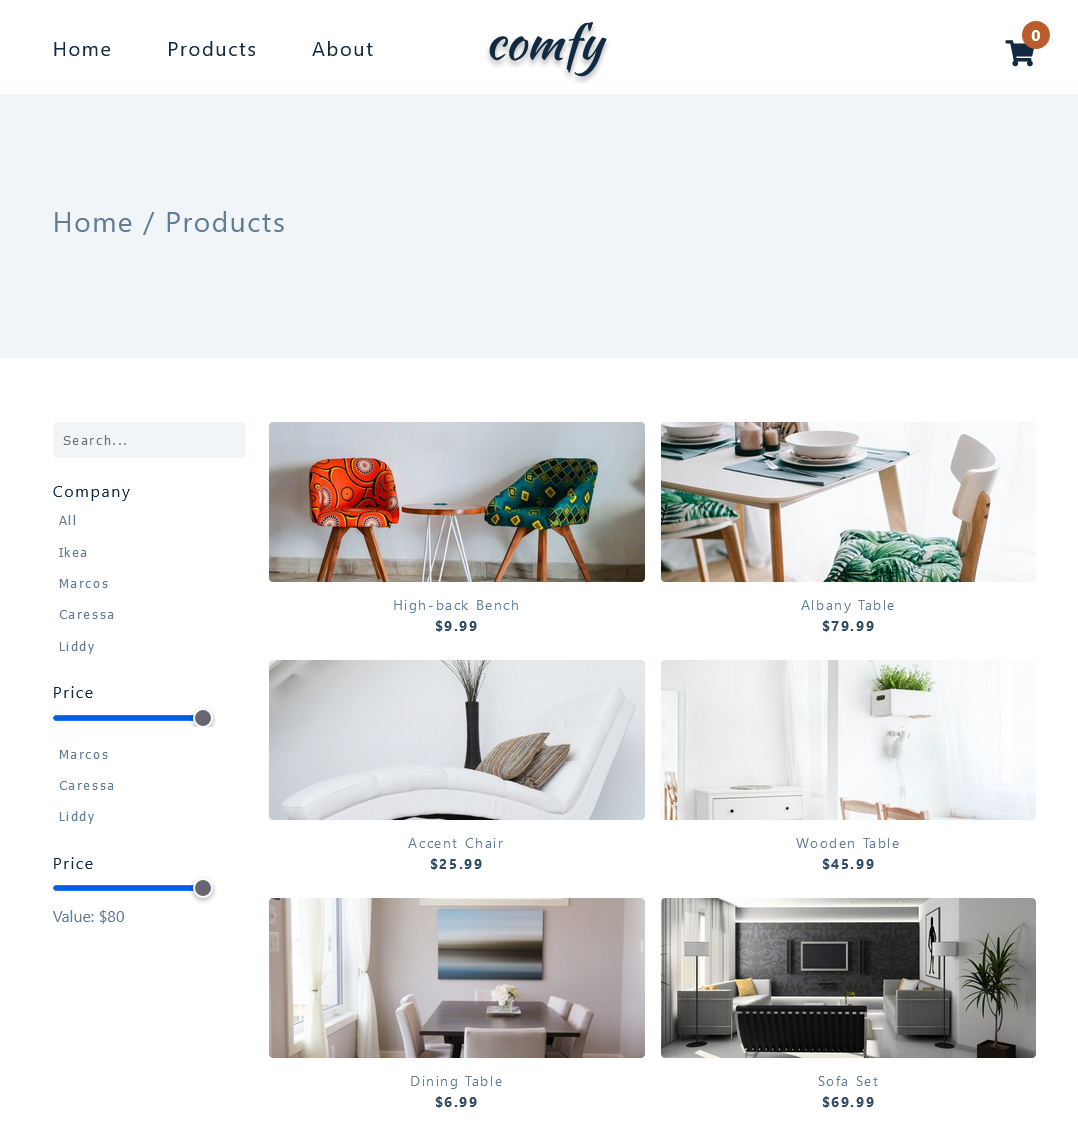 Home Products About comfy 0
Home / Products
Search...
Company
All
Ikea
Marcos
Caressa
Liddy
Price
Marcos
Caressa
Liddy
Price
Value: $80
High-back Bench
$9.99
Albany Table
$79.99
Accent Chair
$25.99
Wooden Table
$45.99
Dining Table
$6.99
Sofa Set
$69.99